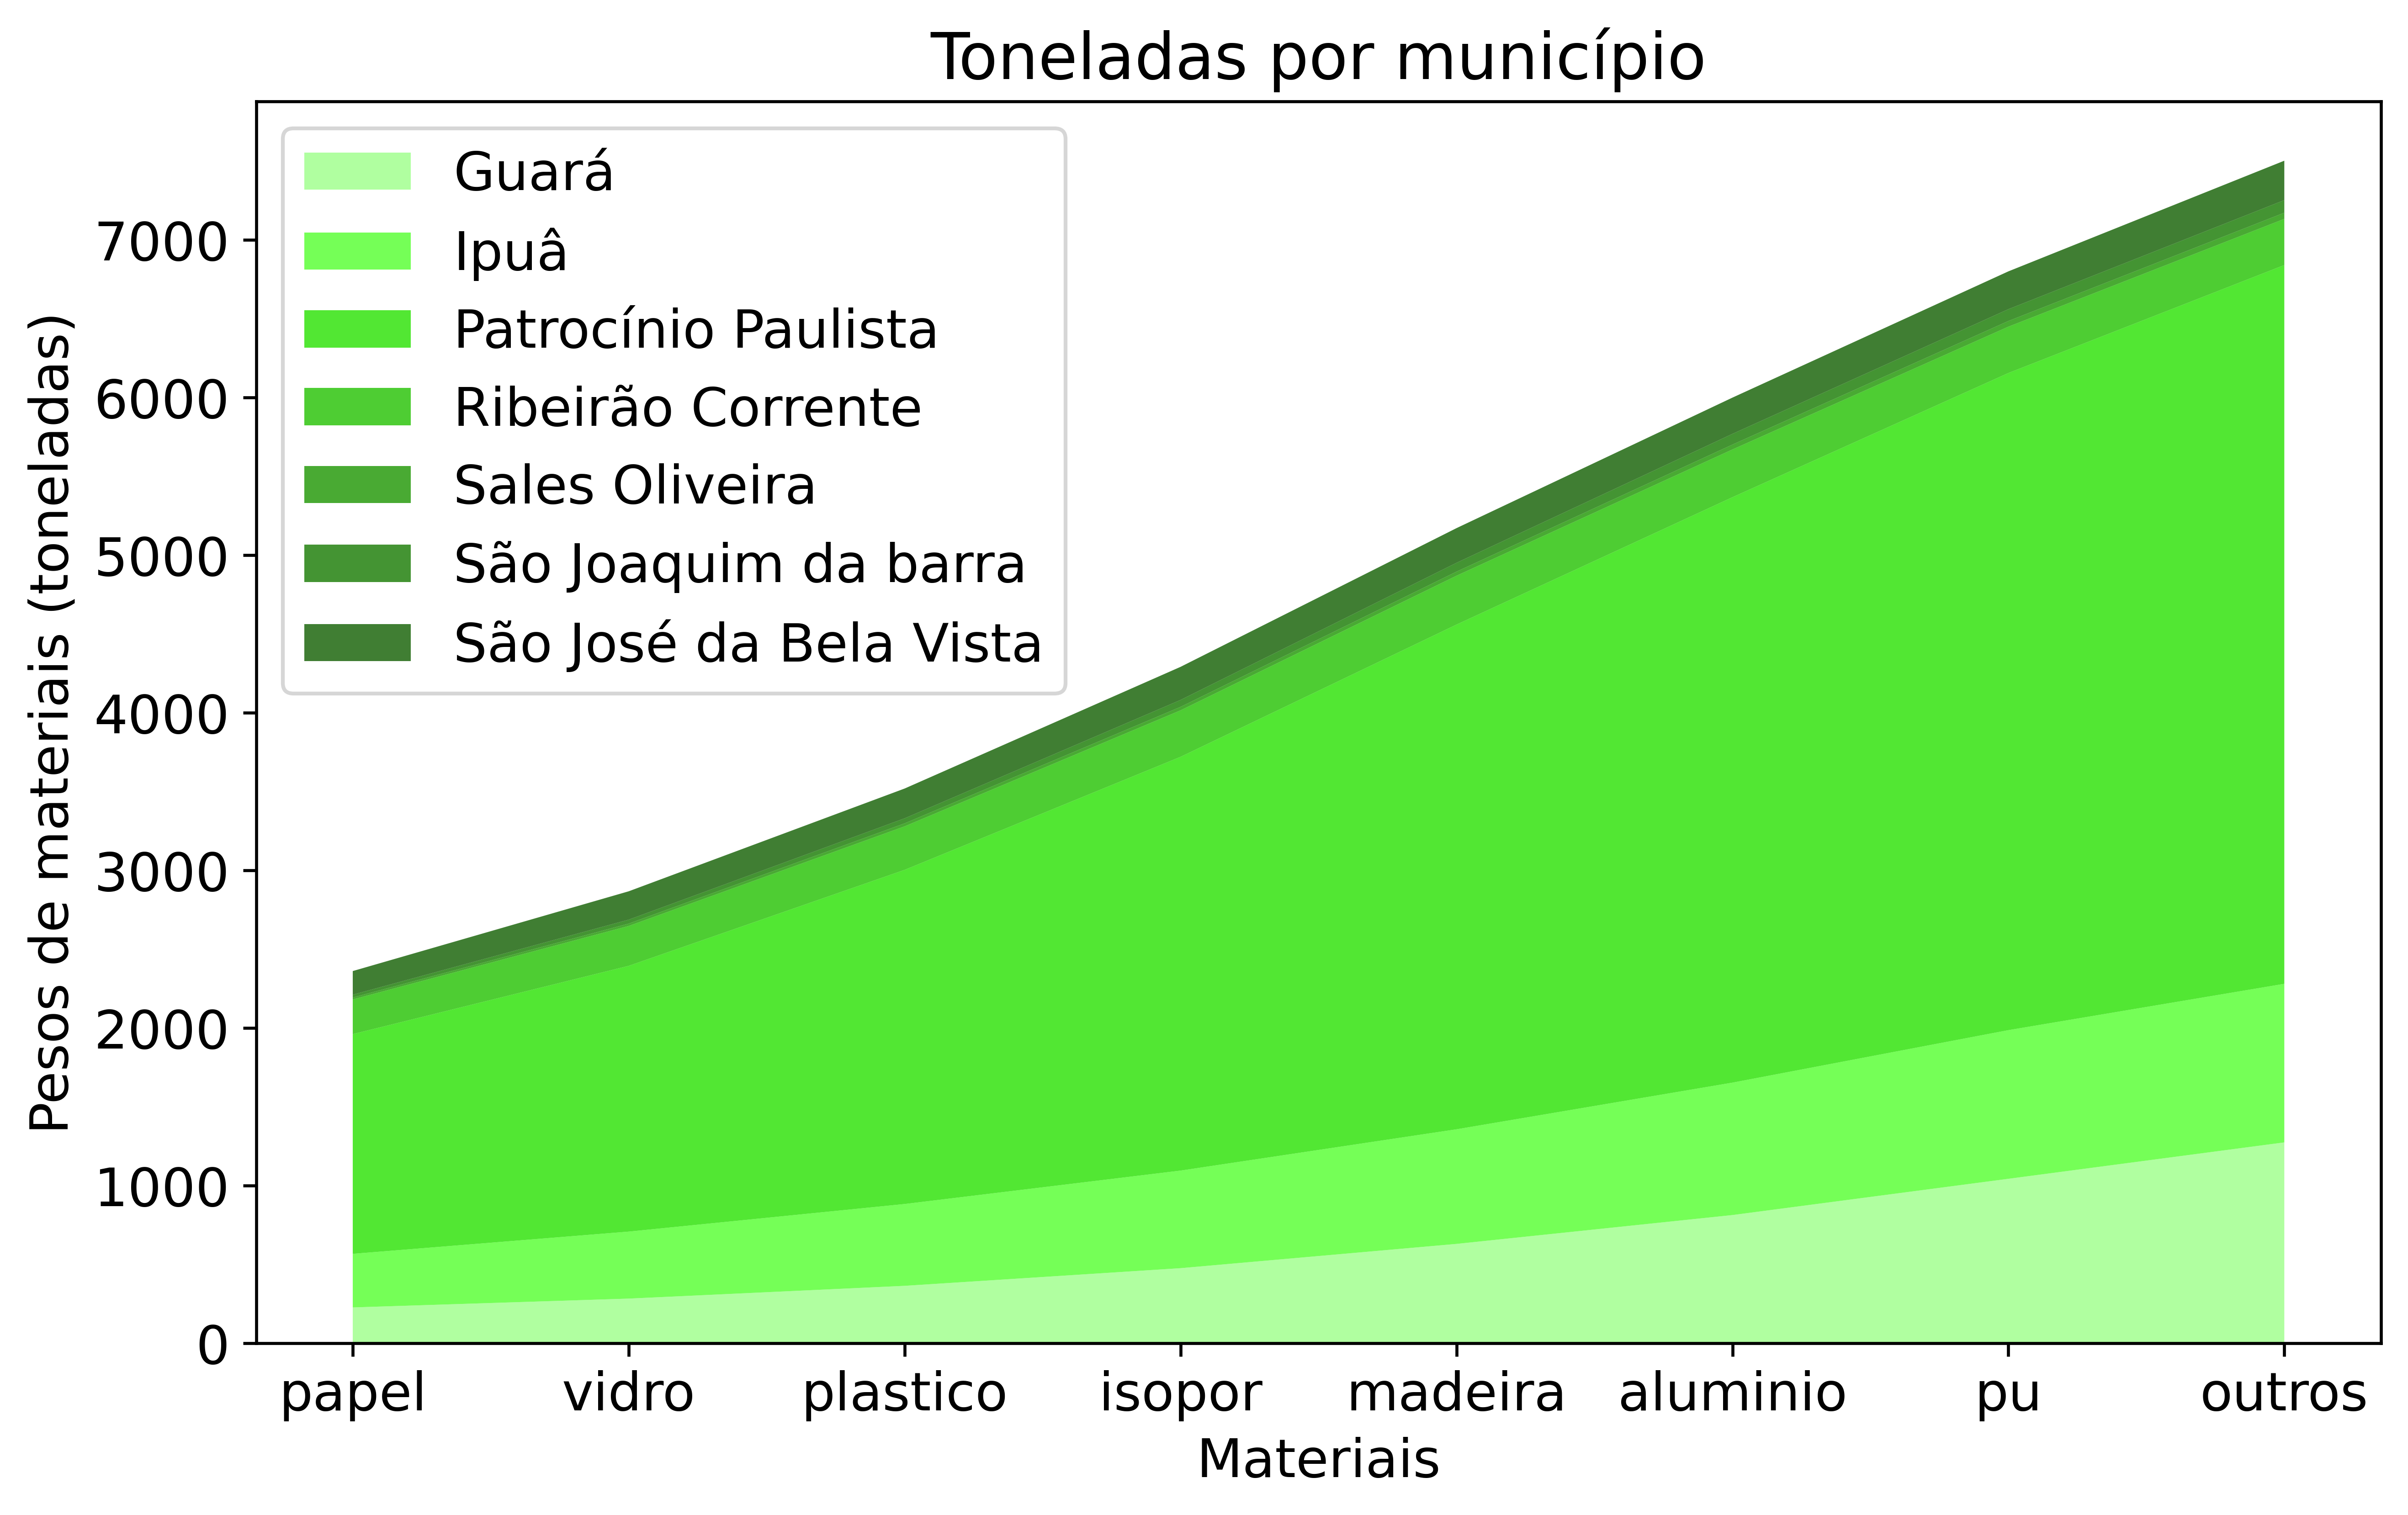 Toneladas por município
Guará
Ipuâ
Patrocínio Paulista
Ribeirão Corrente
Sales Oliveira
São Joaquim da barra
São José da Bela Vista
Pesos de materiais (toneladas)
7000
6000
5000
4000
3000
2000
1000
0
papel vidro plastico isopor madeira aluminio pu outros
Materiais